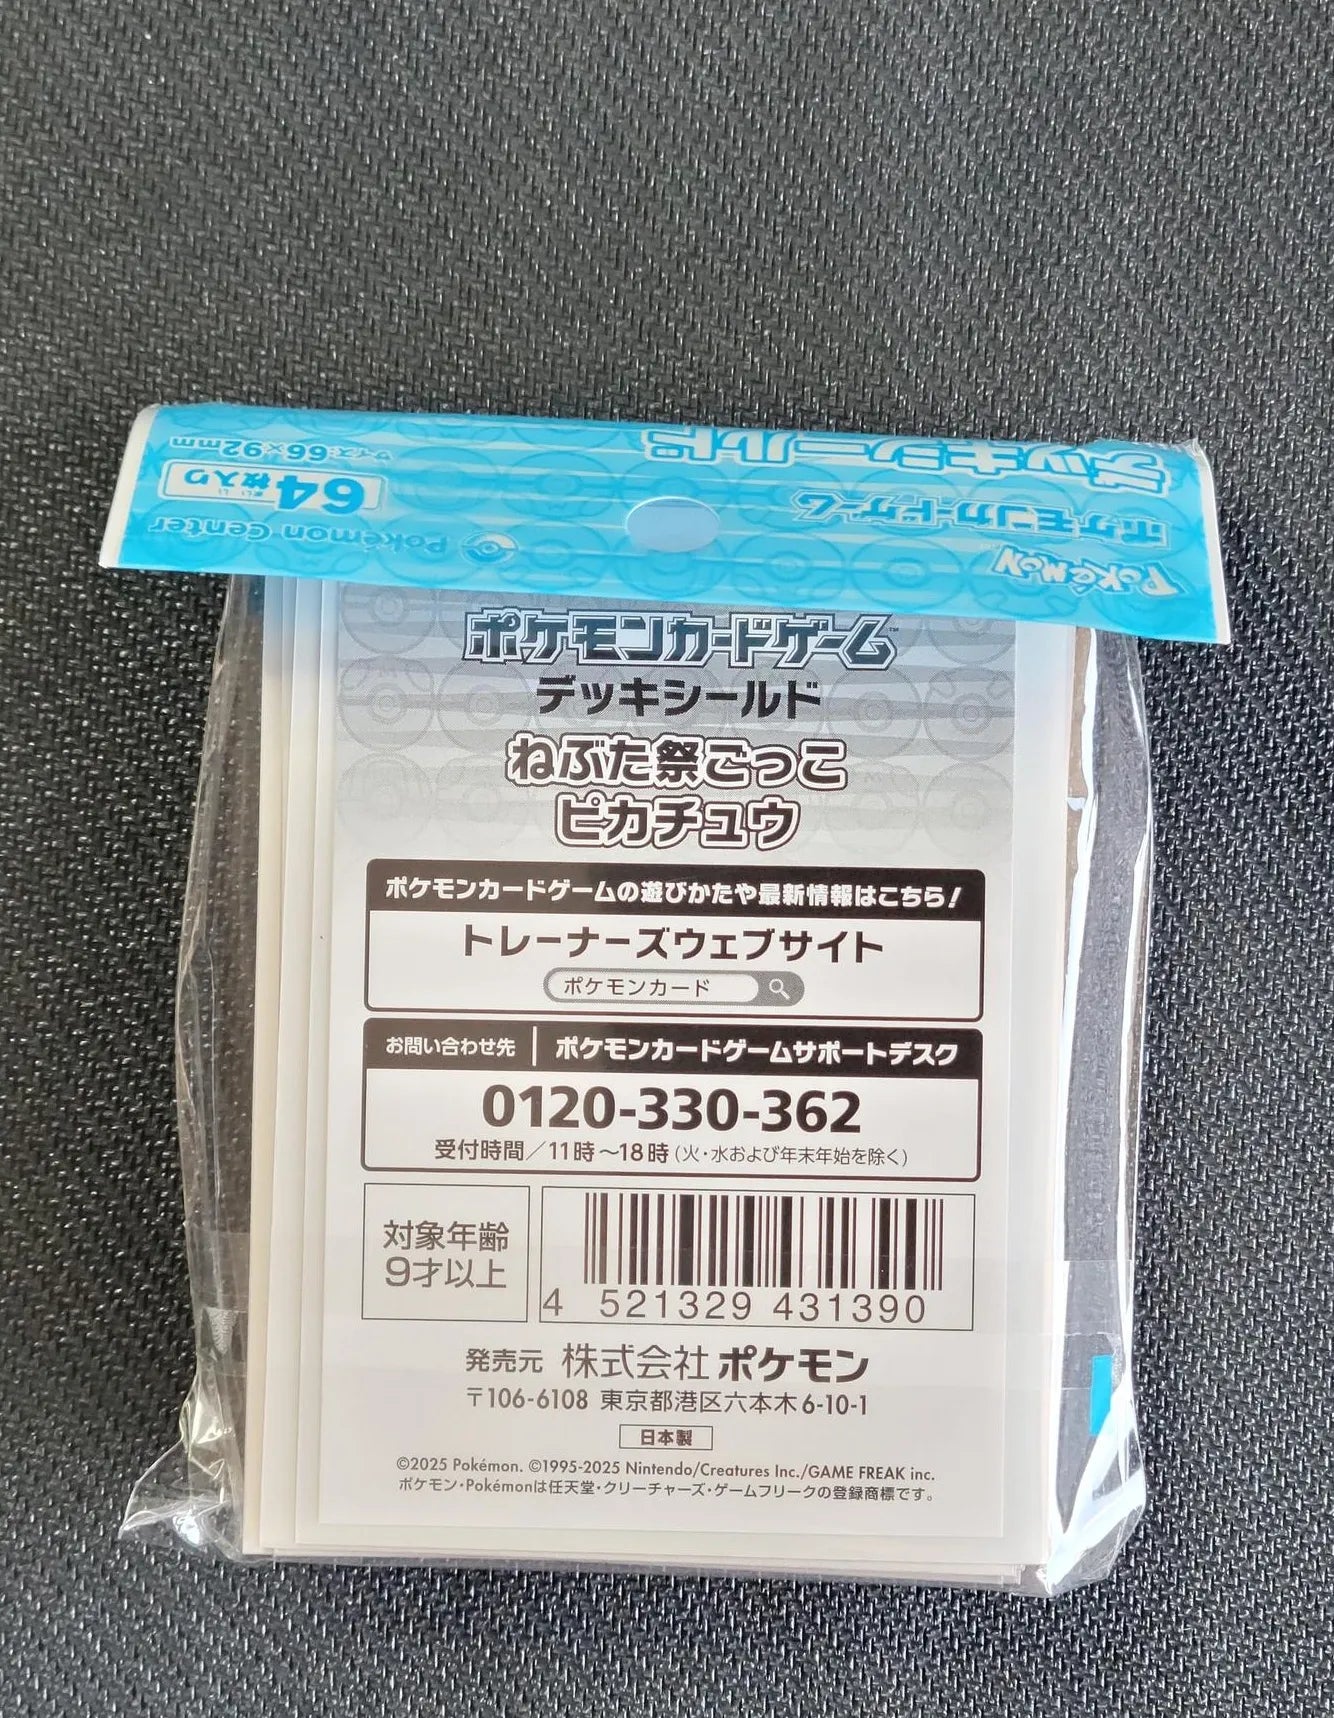 デッキシールド
ポケモンカードゲーム
POKéMON
サイズ:66×92mm
64枚入り
まい い
Pokémon Center
ポケモンカードゲーム™
デッキシールド
ねぶた祭ごっこ
ピカチュウ
ポケモンカードゲームの遊びかたや最新情報はこちら!
トレーナーズウェブサイト
ポケモンカード
お問い合わせ先 ポケモンカードゲームサポートデスク
0120-330-362
受付時間/11時~18時(火・水および年末年始を除く)
対象年齢
9才以上
4 521329 431390
発売元 株式会社ポケモン
〒106-6108 東京都港区六本木6-10-1
日本製
©2025 Pokémon. ©1995-2025 Nintendo/Creatures Inc./GAME FREAK inc.
ポケモン・Pokémonは任天堂・クリーチャーズ・ゲームフリークの登録商標です。